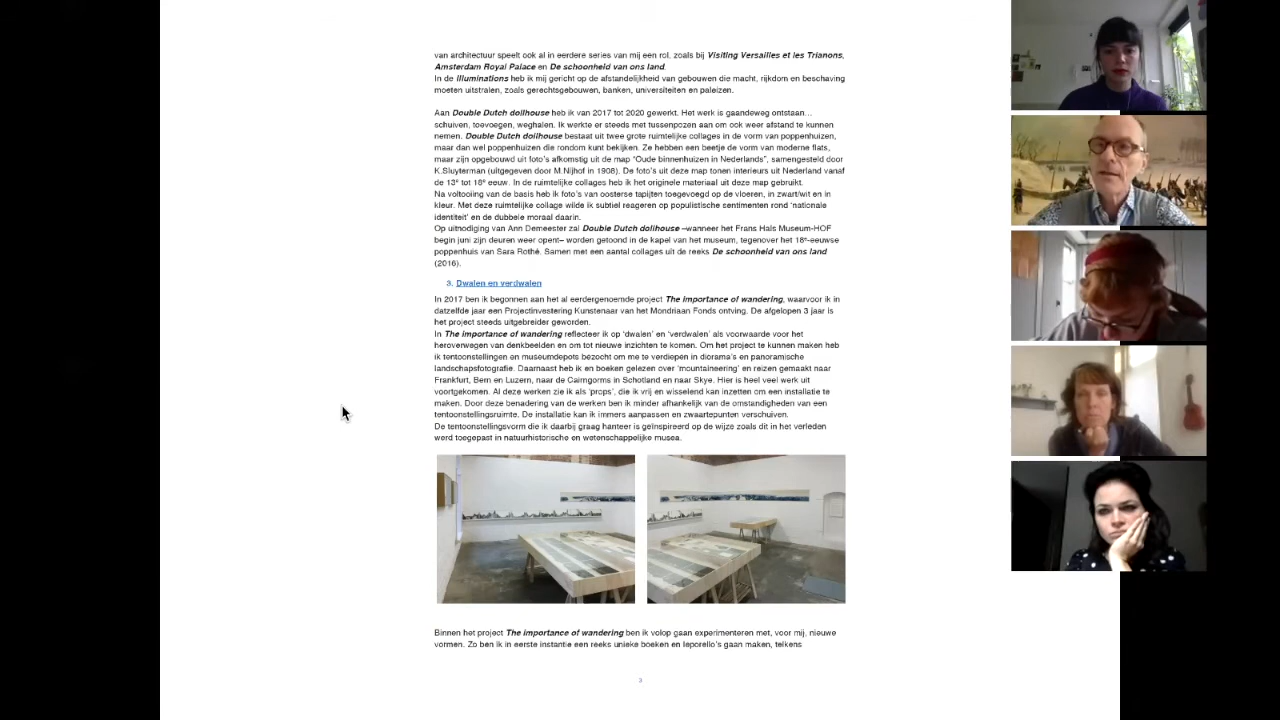 van architectuur speelt ook al in eerdere series van mij een rol, zoals bij Visiting Versailles et les Trianons,
Amsterdam Royal Palace en De schoonheid van ons land.
In de Illuminations heb ik mij gericht op de afstandelijkheid van gebouwen die macht, rijkdom en beschaving
moeten uitstralen, zoals gerechtsgebouwen, banken, universiteiten en paleizen.
Aan Double Dutch dollhouse heb ik van 2017 tot 2020 gewerkt. Het werk is gaandeweg ontstaan…
schuiven, toevoegen, weghalen. Ik werkte er steeds met tussenpozen aan om ook weer afstand te kunnen
nemen. Double Dutch dollhouse bestaat uit twee grote ruimtelijke collages in de vorm van poppenhuizen,
maar dan wel poppenhuizen die rondom kunt bekijken. Ze hebben een beetje de vorm van moderne flats,
maar zijn opgebouwd uit foto's afkomstig uit de map "Oude binnenhuizen in Nederlands", samengesteld door
K.Sluyterman (uitgegeven door M.Nijhof in 1908). De foto's uit deze map tonen interieurs uit Nederland vanaf
de 13e tot 18e eeuw. In de ruimtelijke collages heb ik het originele materiaal uit deze map gebruikt.
Na voltooiing van de basis heb ik foto's van oosterse tapijten toegevoegd op de vloeren, in zwart/wit en in
kleur. Met deze ruimtelijke collage wilde ik subtiel reageren op populistische sentimenten rond 'nationale
identiteit' en de dubbele moraal daarin.
Op uitnodiging van Ann Demeester zal Double Dutch dollhouse –wanneer het Frans Hals Museum-HOF
begin juni zijn deuren weer opent– worden getoond in de kapel van het museum, tegenover het 18e-eeuwse
poppenhuis van Sara Rothé. Samen met een aantal collages uit de reeks De schoonheid van ons land
(2016).
3. Dwalen en verdwalen
In 2017 ben ik begonnen aan het al eerdergenoemde project The importance of wandering, waarvoor ik in
datzelfde jaar een Projectinvestering Kunstenaar van het Mondriaan Fonds ontving. De afgelopen 3 jaar is
het project steeds uitgebreider geworden.
In The importance of wandering reflecteer ik op 'dwalen' en 'verdwalen' als voorwaarde voor het
heroverwegen van denkbeelden en om tot nieuwe inzichten te komen. Om het project te kunnen maken heb
ik tentoonstellingen en museumdepots bezocht om me te verdiepen in diorama's en panoramische
landschapsfotografie. Daarnaast heb ik en boeken gelezen over 'mountaineering' en reizen gemaakt naar
Frankfurt, Bern en Luzern, naar de Cairngorms in Schotland en naar Skye. Hier is heel veel werk uit
voortgekomen. Al deze werken zie ik als 'props', die ik vrij en wisselend kan inzetten om een installatie te
maken. Door deze benadering van de werken ben ik minder afhankelijk van de omstandigheden van een
tentoonstellingsruimte. De installatie kan ik immers aanpassen en zwaartepunten verschuiven.
De tentoonstellingsvorm die ik daarbij graag hanteer is geïnspireerd op de wijze zoals dit in het verleden
werd toegepast in natuurhistorische en wetenschappelijke musea.
Binnen het project The importance of wandering ben ik volop gaan experimenteren met, voor mij, nieuwe
vormen. Zo ben ik in eerste instantie een reeks unieke boeken en leporello's gaan maken, telkens
3